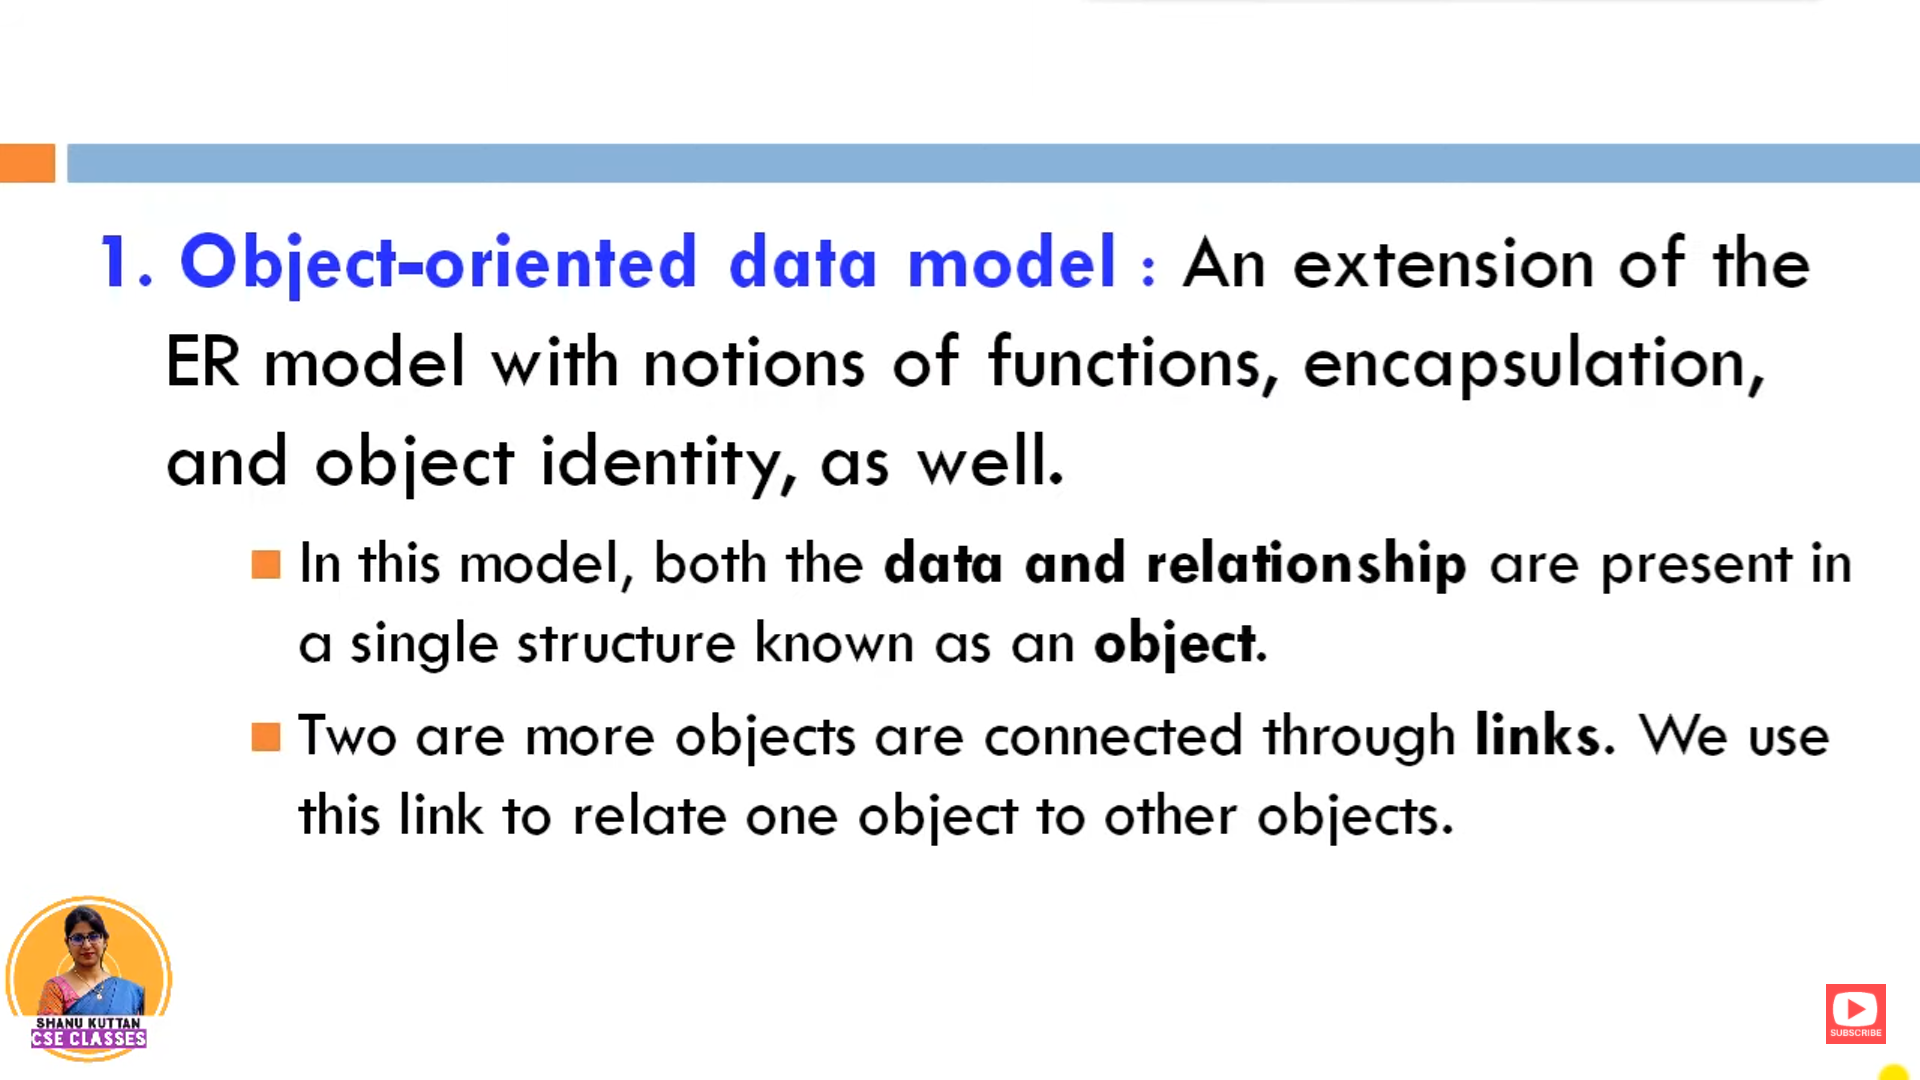 1. Object-oriented data model : An extension of the
ER model with notions of functions, encapsulation,
and object identity, as well.
In this model, both the data and relationship are present in
a single structure known as an object.
Two are more objects are connected through links. We use
this link to relate one object to other objects.
SHANU KUTTAN
CSE CLASSES
SUBSCRIBE